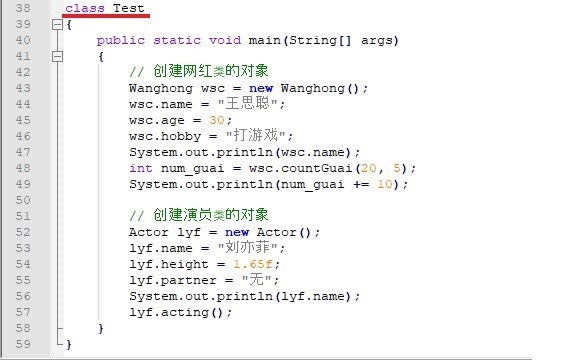 38 class Test
39 {
40 public static void main(String[] args)
41 {
42 // 创建网红类的对象
43 Wanghong wsc = new Wanghong();
44 wsc.name = "王思聪";
45 wsc.age = 30;
46 wsc.hobby = "打游戏";
47 System.out.println(wsc.name);
48 int num_guai = wsc.countGuai(20, 5);
49 System.out.println(num_guai += 10);
50
51 // 创建演员类的对象
52 Actor lyf = new Actor();
53 lyf.name = "刘亦菲";
54 lyf.height = 1.65f;
55 lyf.partner = "无";
56 System.out.println(lyf.name);
57 lyf.acting();
58 }
59 }